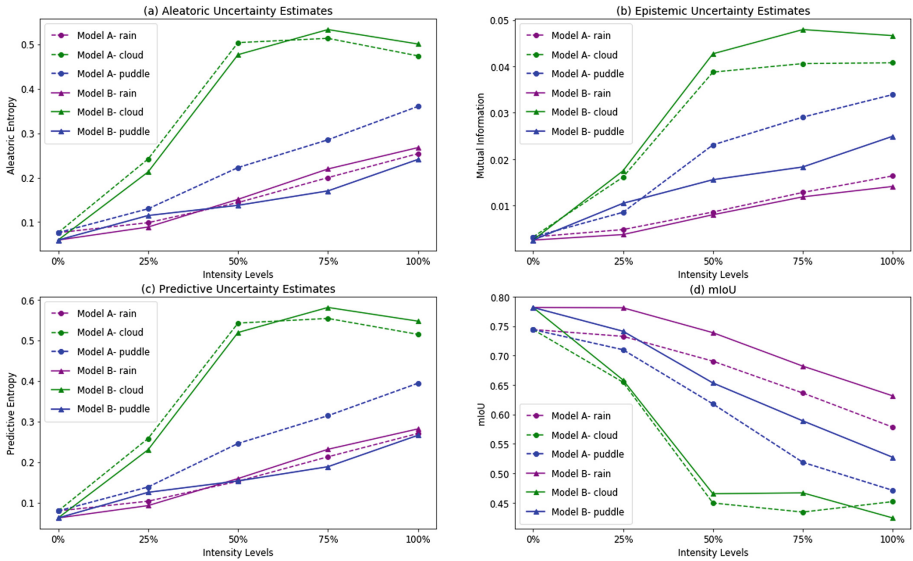 (a) Aleatoric Uncertainty Estimates
Aleatoric Entropy
0.5
0.4
0.3
0.2
0.1
Model A- rain
Model A- cloud
Model A- puddle
Model B- rain
Model B- cloud
Model B- puddle
0% 25% 50% 75% 100%
Intensity Levels
(b) Epistemic Uncertainty Estimates
Mutual Information
0.05
0.04
0.03
0.02
0.01
Model A- rain
Model A- cloud
Model A- puddle
Model B- rain
Model B- cloud
Model B- puddle
0% 25% 50% 75% 100%
Intensity Levels
(c) Predictive Uncertainty Estimates
Predictive Entropy
0.6
0.5
0.4
0.3
0.2
0.1
Model A- rain
Model A- cloud
Model A- puddle
Model B- rain
Model B- cloud
Model B- puddle
0% 25% 50% 75% 100%
Intensity Levels
(d) mIoU
mIoU
0.80
0.75
0.70
0.65
0.60
0.55
0.50
0.45
Model A- rain
Model A- cloud
Model A- puddle
Model B- rain
Model B- cloud
Model B- puddle
0% 25% 50% 75% 100%
Intensity Levels